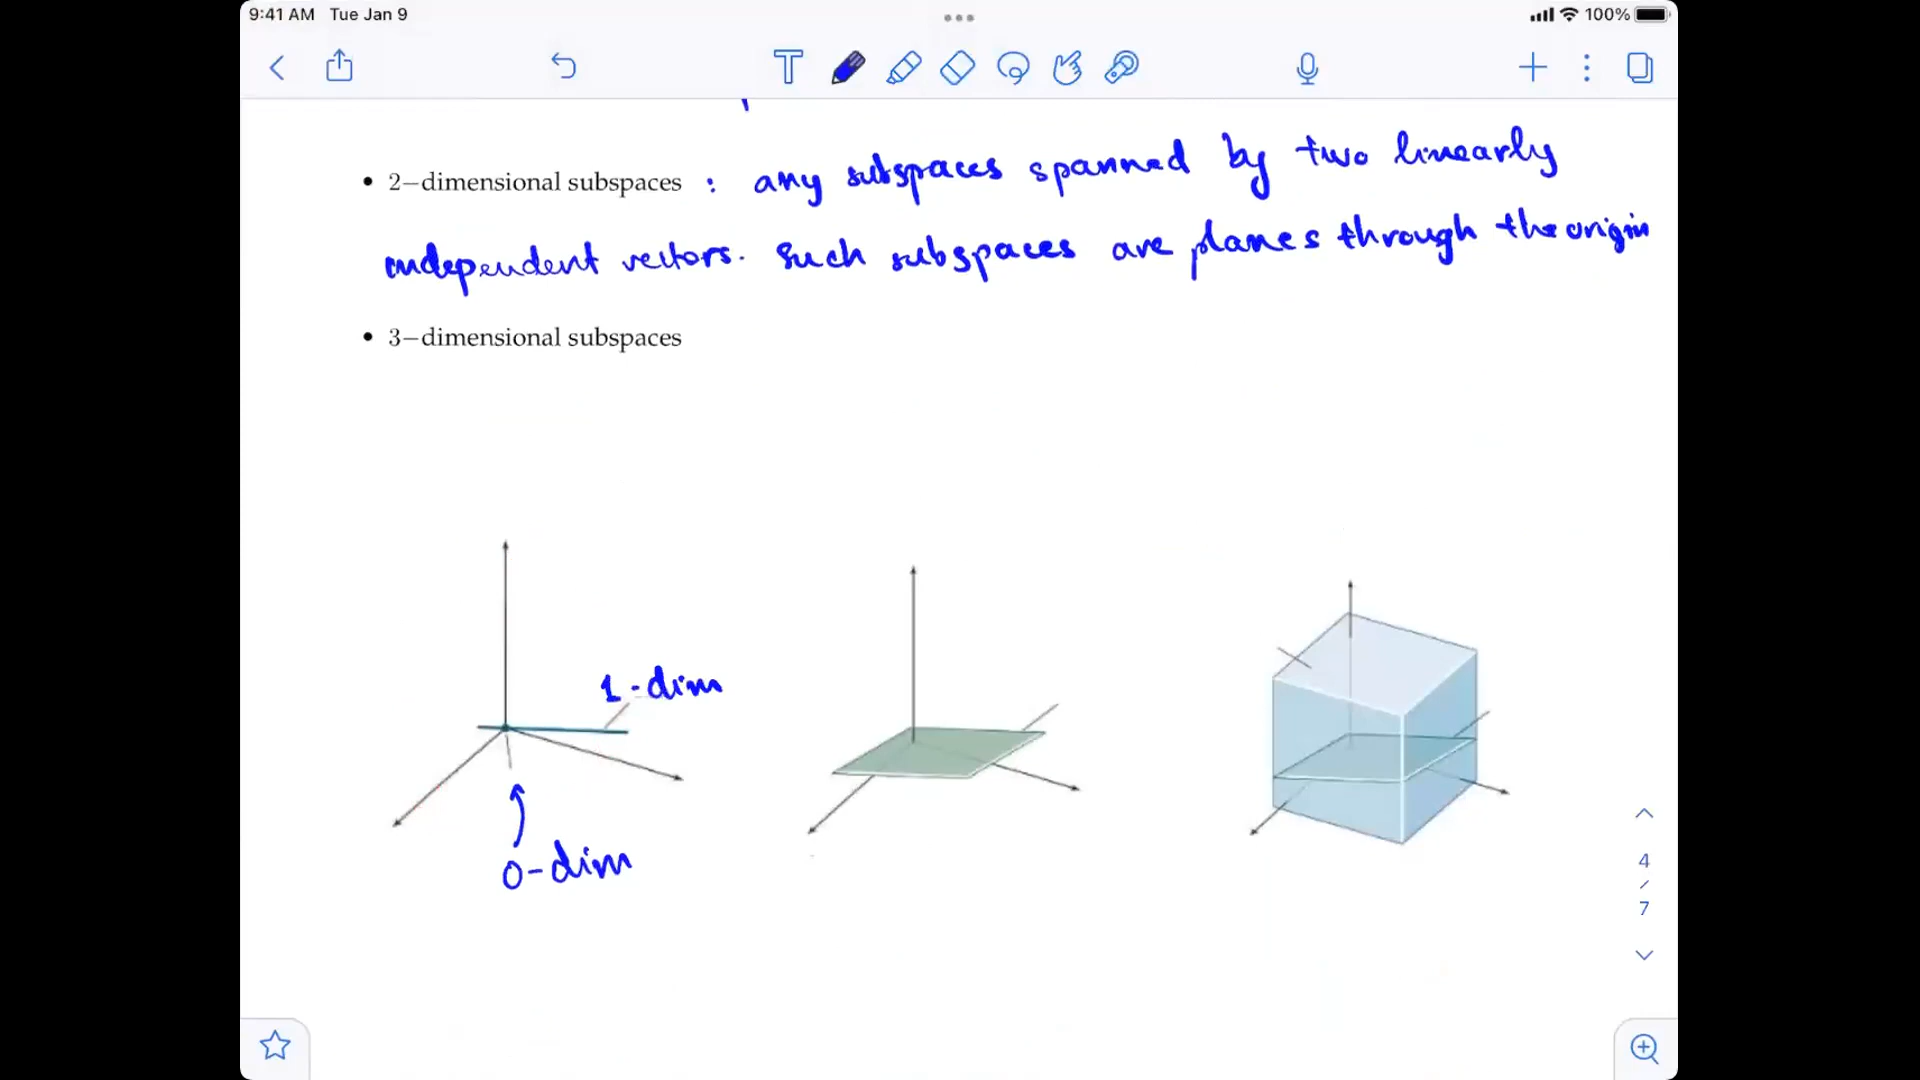 9:41 AM Tue Jan 9
100%
• 2−dimensional subspaces : any subspaces spanned by two linearly
independent vectors. Such subspaces are planes through the origin
• 3−dimensional subspaces
1-dim
0-dim
4
/
7